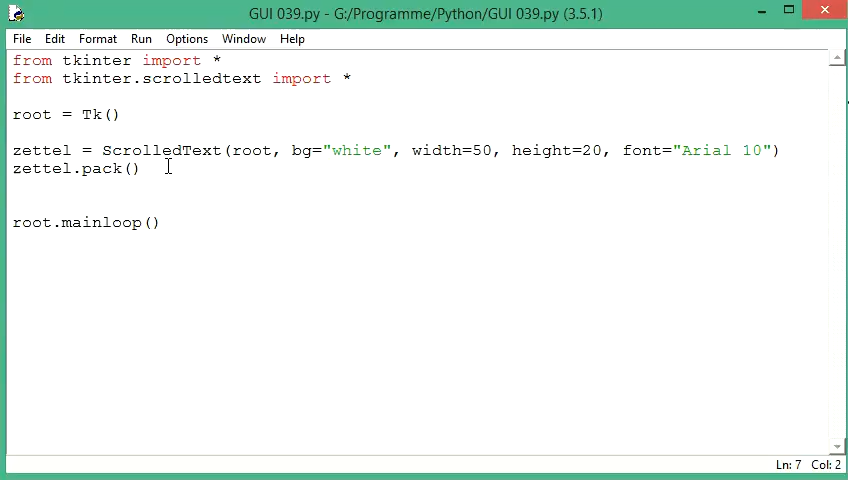 GUI 039.py - G:/Programme/Python/GUI 039.py (3.5.1)
File Edit Format Run Options Window Help
from tkinter import *
from tkinter.scrolledtext import *
root = Tk()
zettel = ScrolledText(root, bg="white", width=50, height=20, font="Arial 10")
zettel.pack()
root.mainloop()
Ln: 7 Col: 2